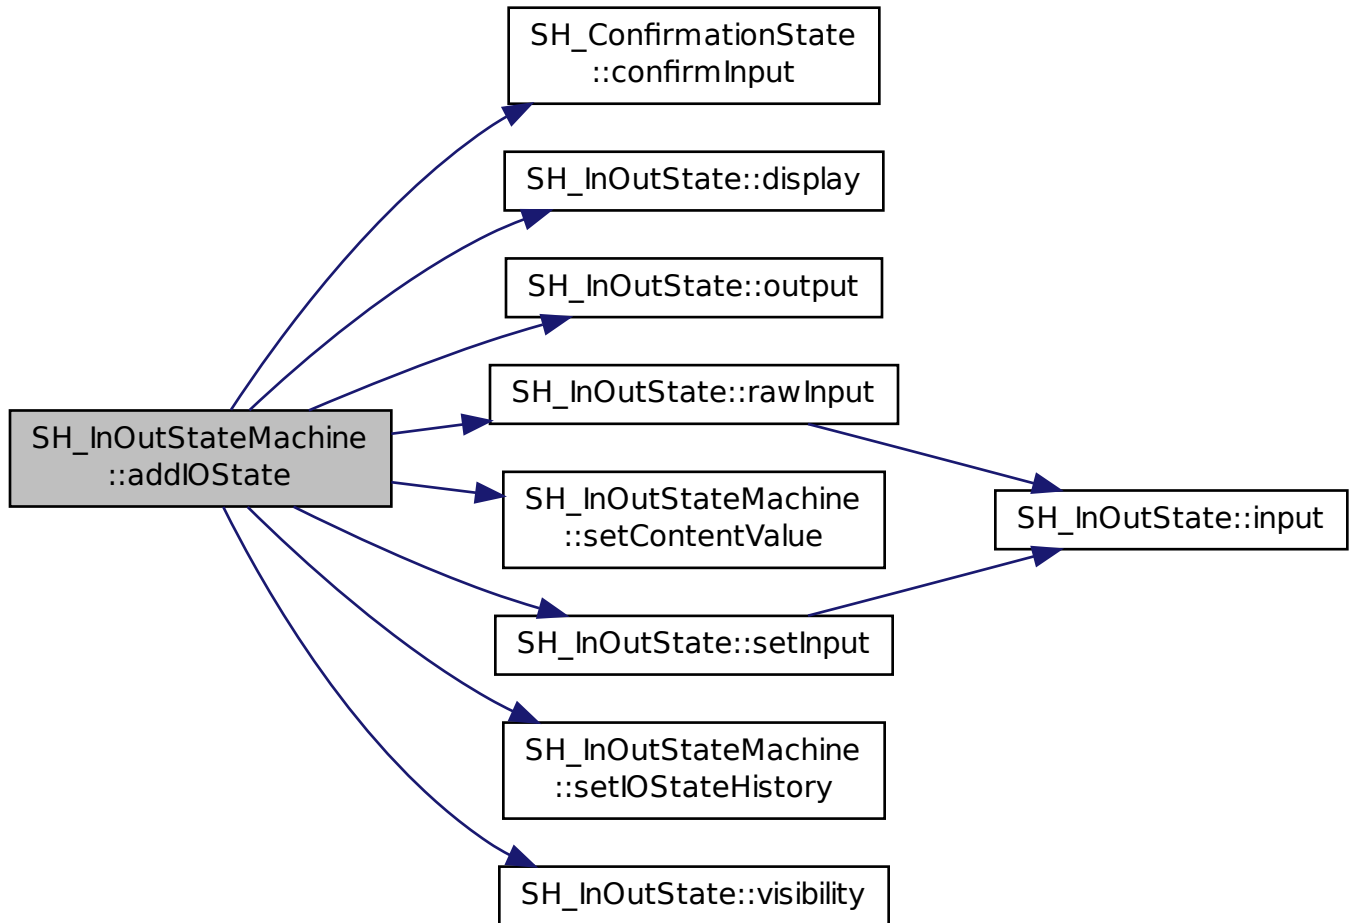 SH_ConfirmationState
::confirmInput
SH_InOutState::display
SH_InOutState::output
SH_InOutState::rawInput
SH_InOutStateMachine
::addIOState
SH_InOutStateMachine
::setContentValue
SH_InOutState::input
SH_InOutState::setInput
SH_InOutStateMachine
::setIOStateHistory
SH_InOutState::visibility